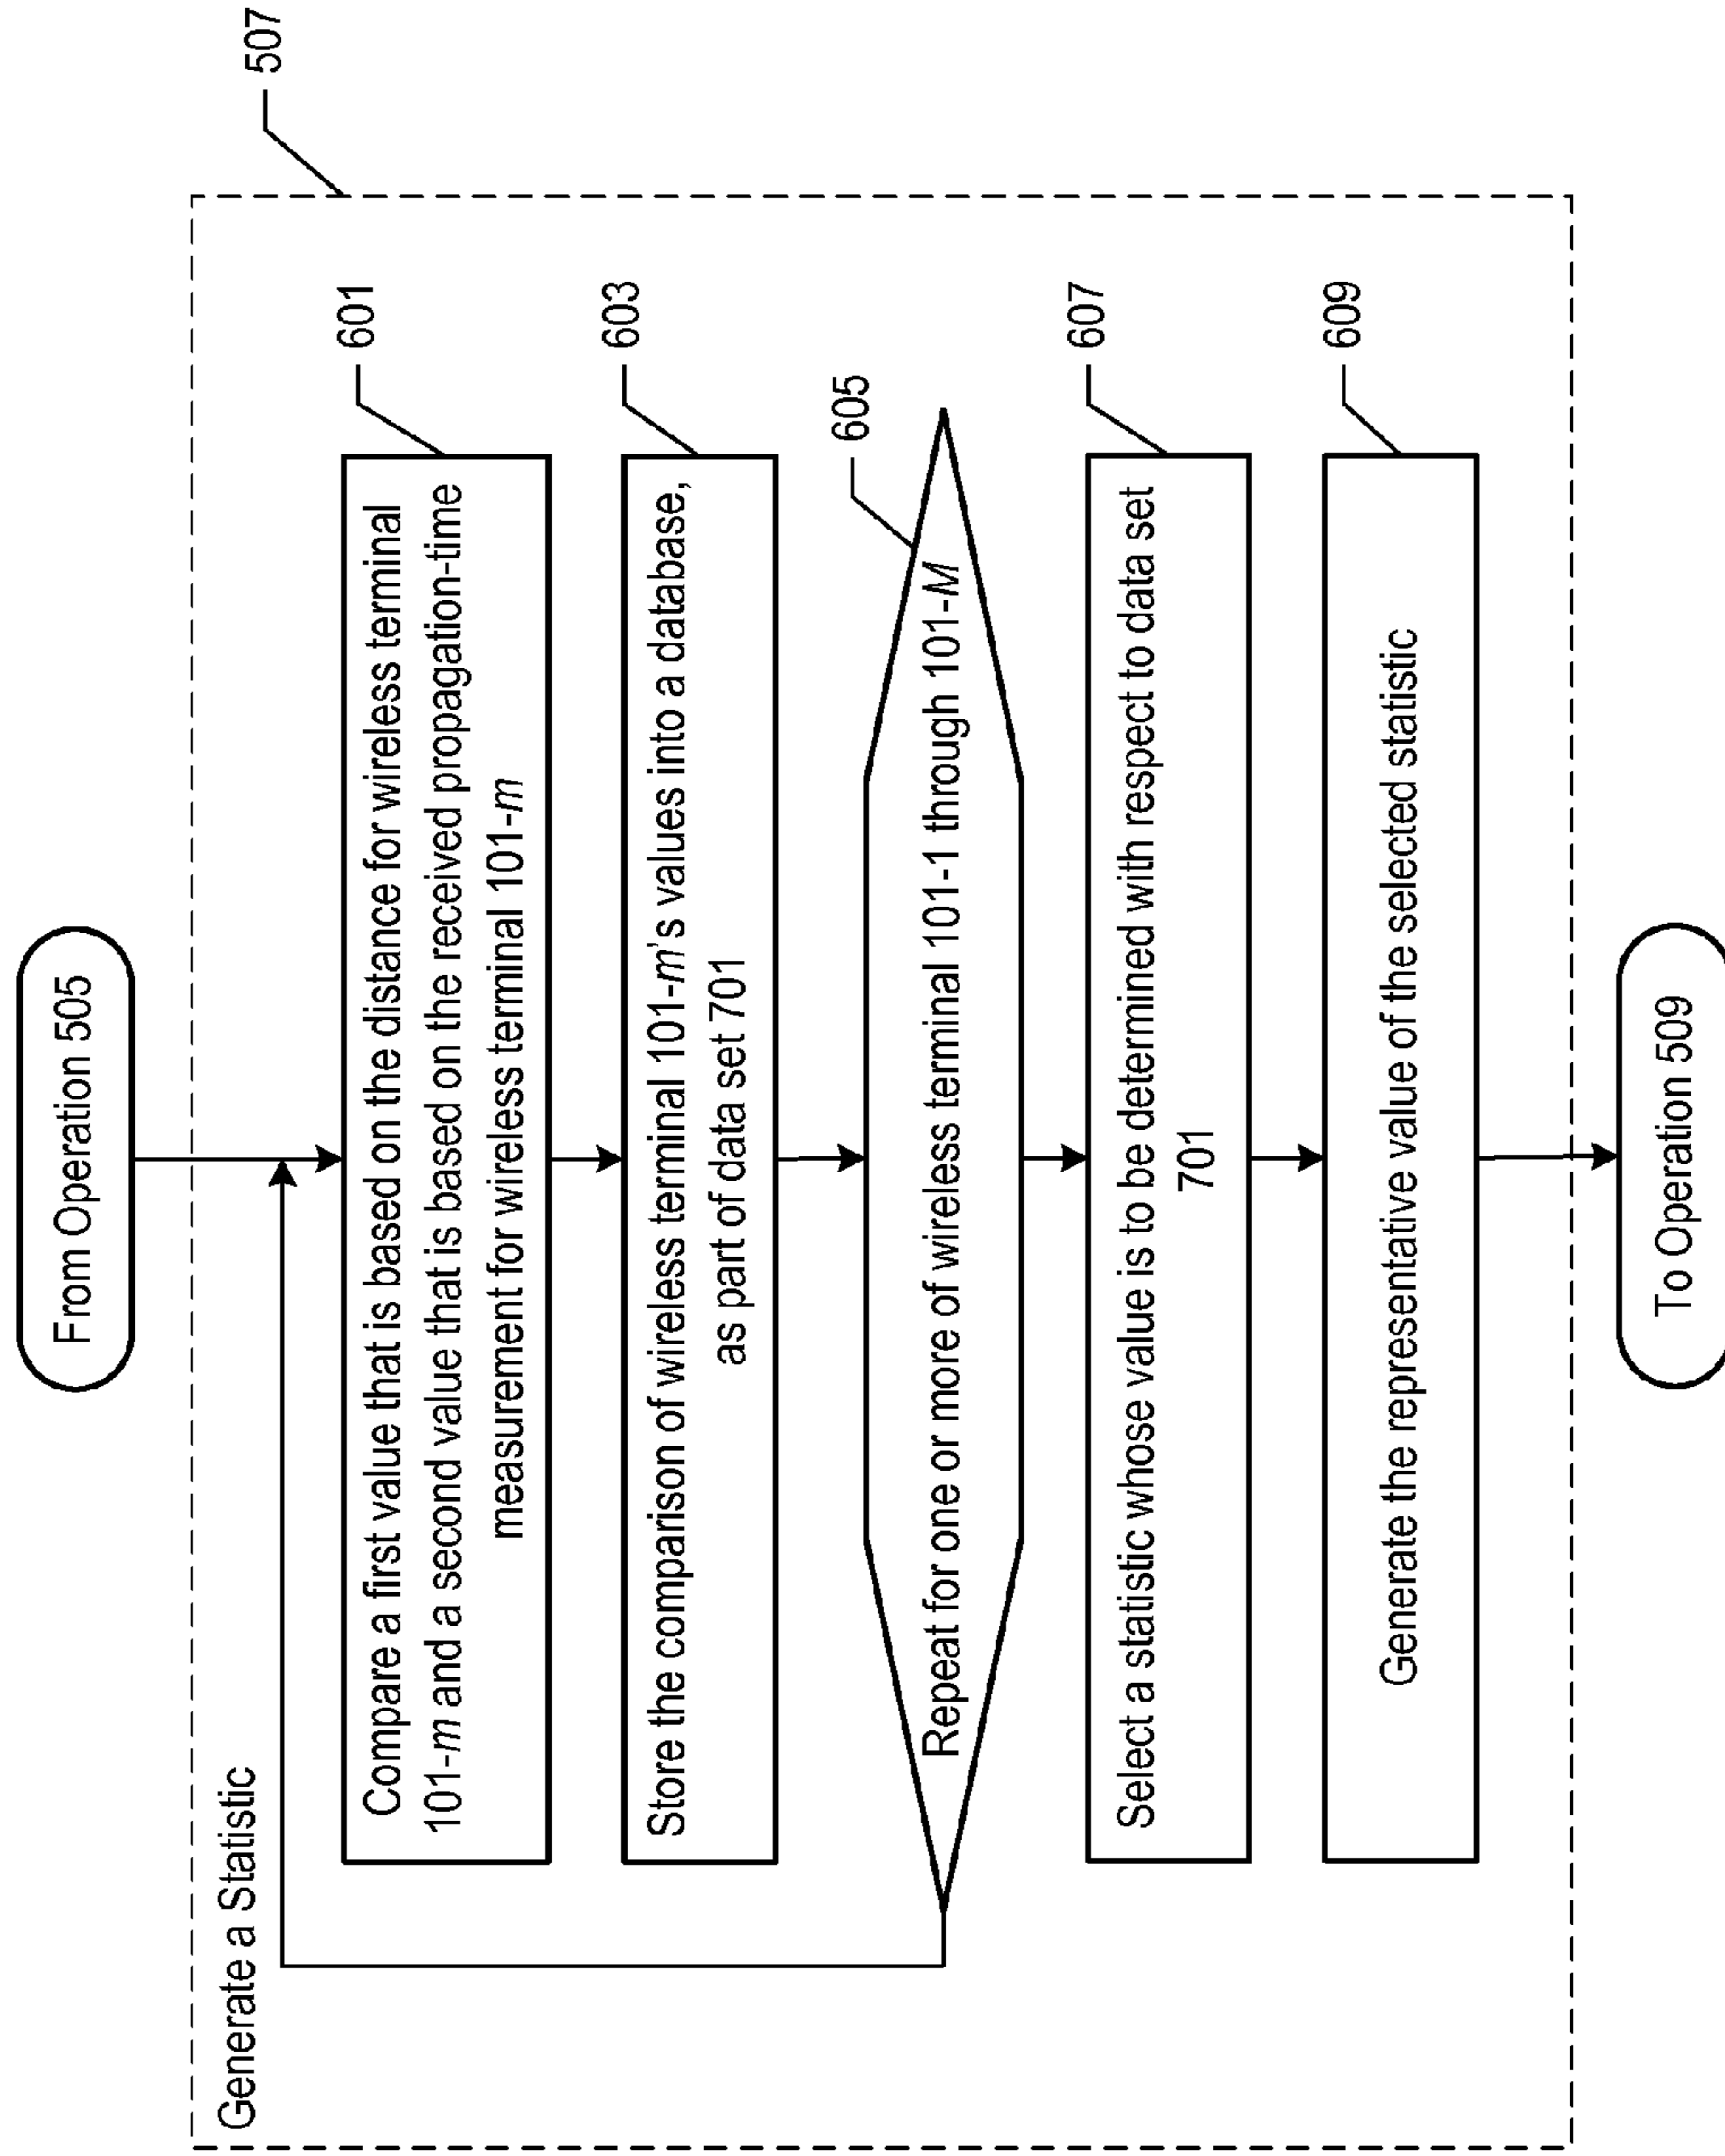 From Operation 505
507
Generate a Statistic
601
Compare a first value that is based on the distance for wireless terminal
101-m and a second value that is based on the received propagation-time
measurement for wireless terminal 101-m
603
Store the comparison of wireless terminal 101-m's values into a database,
as part of data set 701
605
Repeat for one or more of wireless terminal 101-1 through 101-M
607
Select a statistic whose value is to be determined with respect to data set
701
609
Generate the representative value of the selected statistic
To Operation 509